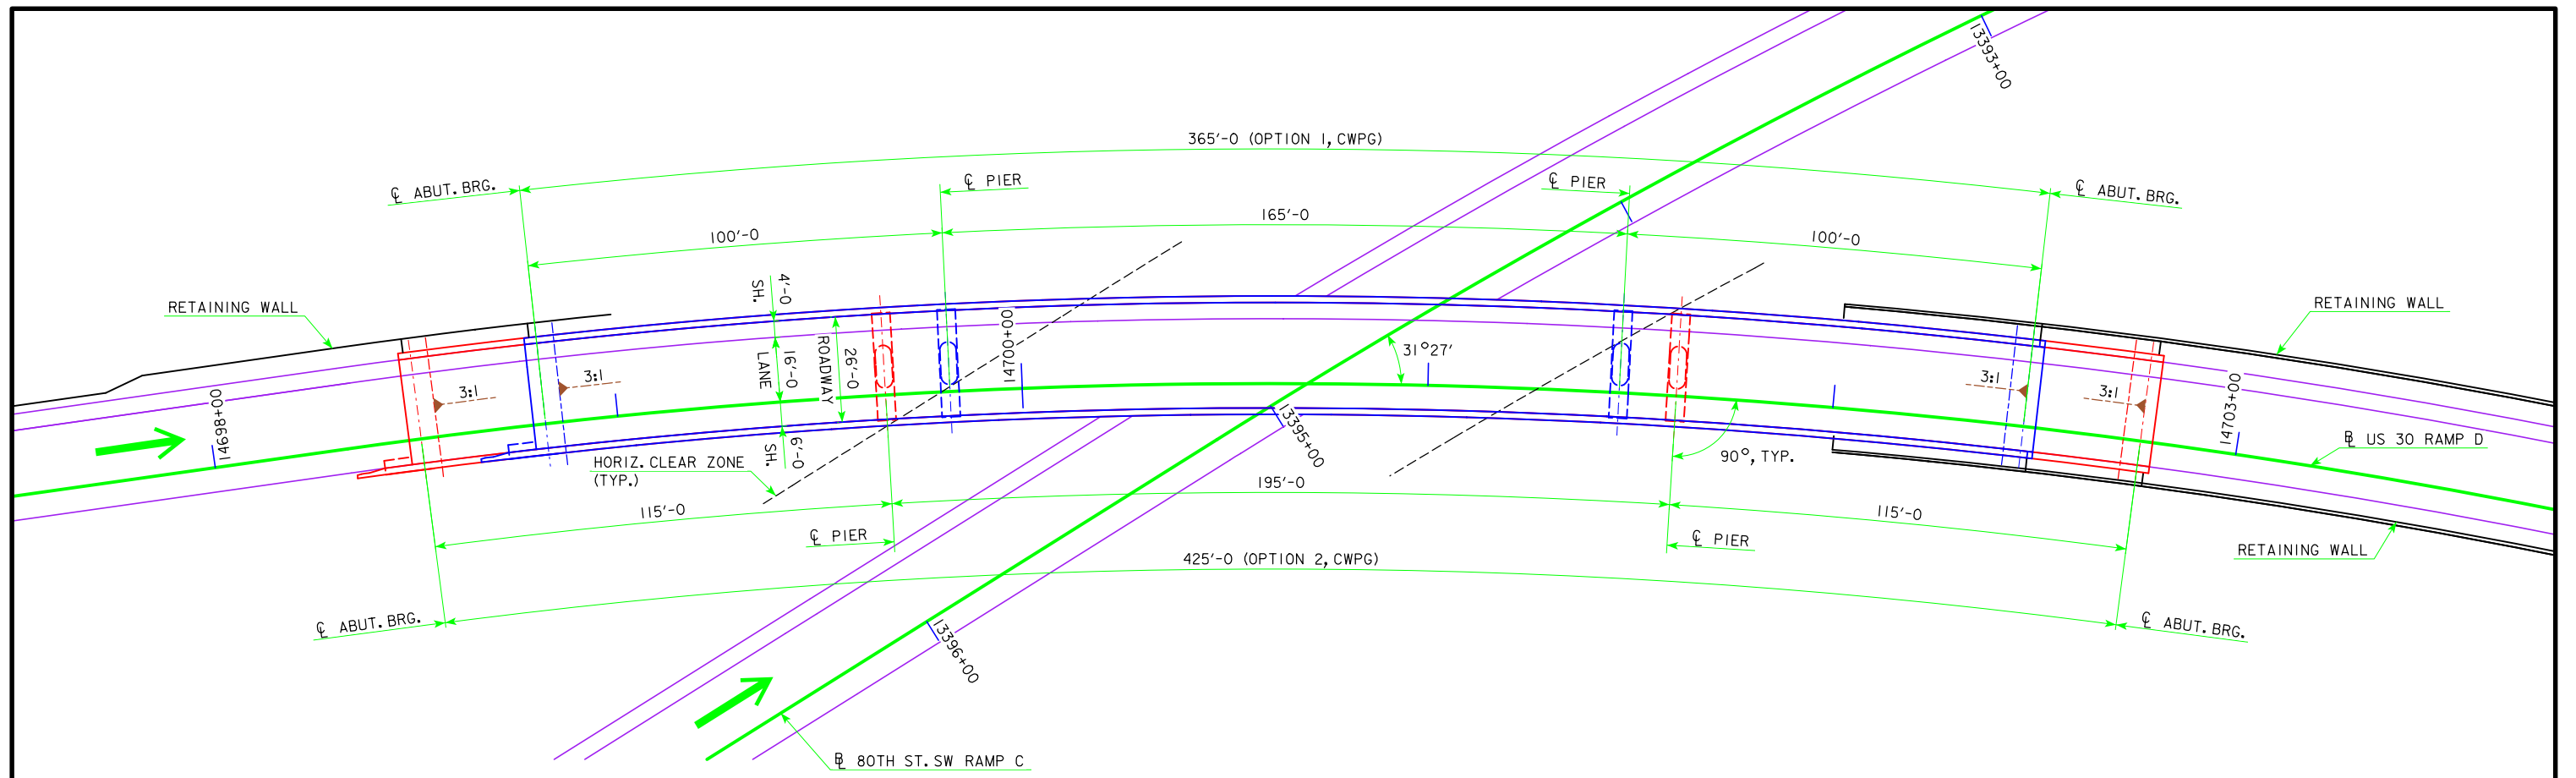 13393+00
365'-0 (OPTION 1, CWPG)
℄ ABUT. BRG.
℄ PIER
℄ PIER
℄ ABUT. BRG.
165'-0
100'-0
100'-0
4'-0
SH.
RETAINING WALL
RETAINING WALL
14700+00
31°27'
16'-0
LANE
26'-0
ROADWAY
3:1
3:1
3:1
3:1
14698+00
14703+00
13395+00
6'-0
SH.
℄ US 30 RAMP D
90°, TYP.
HORIZ. CLEAR ZONE
(TYP.)
195'-0
115'-0
115'-0
℄ PIER
℄ PIER
RETAINING WALL
425'-0 (OPTION 2, CWPG)
℄ ABUT. BRG.
℄ ABUT. BRG.
13396+00
℄ 80TH ST. SW RAMP C